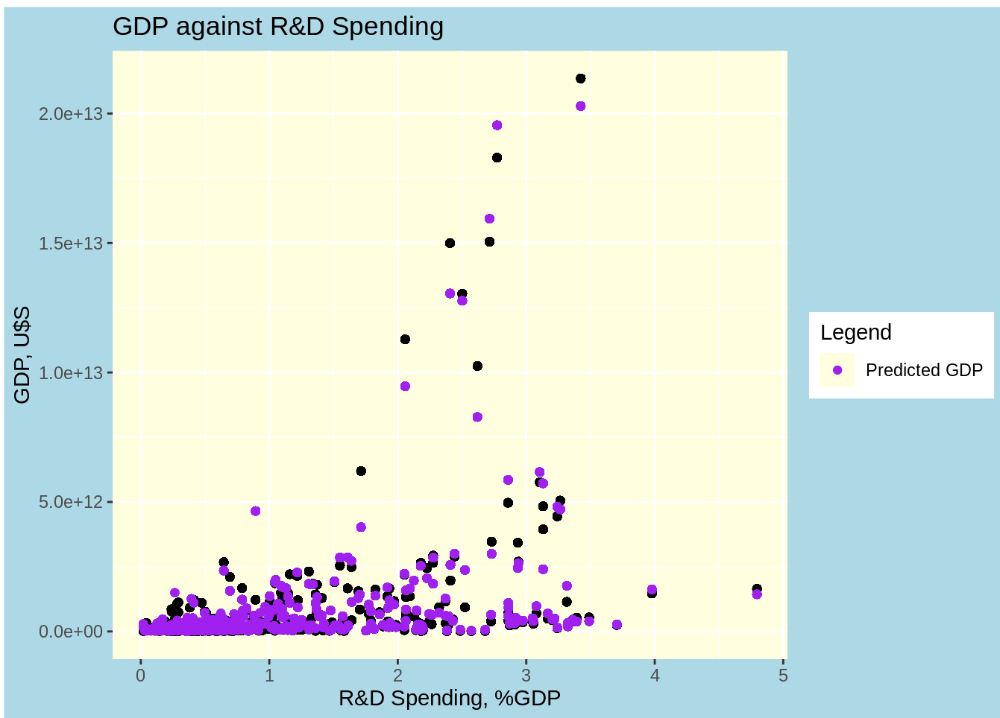 GDP against R&D Spending
2.0e+13
1.5e+13
1.0e+13
5.0e+12
0.0e+00
GDP, U$S
0 1 2 3 4 5
R&D Spending, %GDP
Legend
Predicted GDP